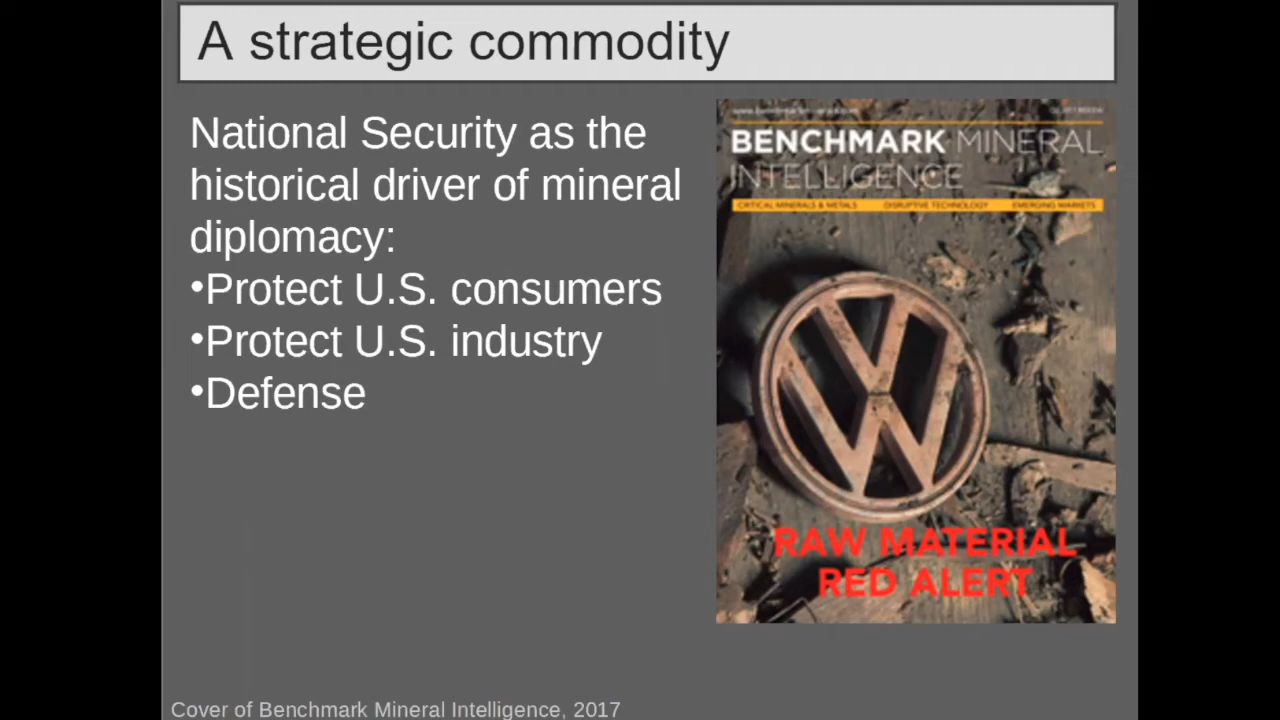 A strategic commodity
National Security as the
historical driver of mineral
diplomacy:
•Protect U.S. consumers
•Protect U.S. industry
•Defense
BENCHMARK MINERAL
INTELLIGENCE
CRITICAL MINERALS & METALS DISRUPTIVE TECHNOLOGY EMERGING MARKETS
RAW MATERIAL
RED ALERT
Cover of Benchmark Mineral Intelligence, 2017